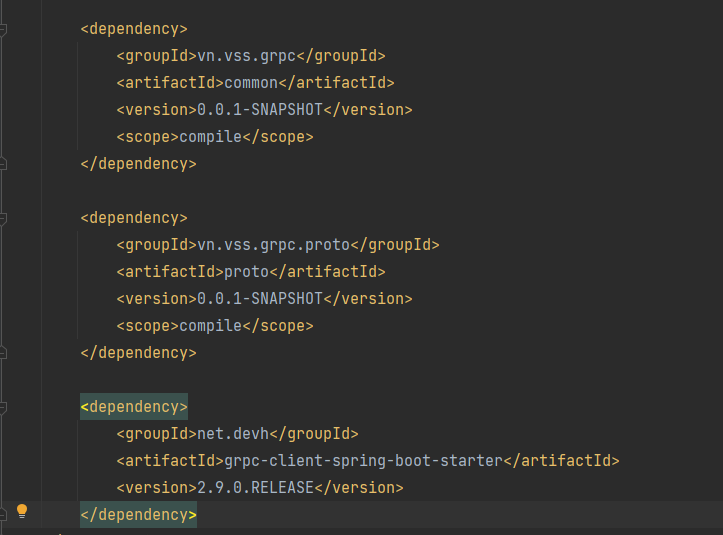 <dependency>
<groupId>vn.vss.grpc</groupId>
<artifactId>common</artifactId>
<version>0.0.1-SNAPSHOT</version>
<scope>compile</scope>
</dependency>
<dependency>
<groupId>vn.vss.grpc.proto</groupId>
<artifactId>proto</artifactId>
<version>0.0.1-SNAPSHOT</version>
<scope>compile</scope>
</dependency>
<dependency>
<groupId>net.devh</groupId>
<artifactId>grpc-client-spring-boot-starter</artifactId>
<version>2.9.0.RELEASE</version>
</dependency>